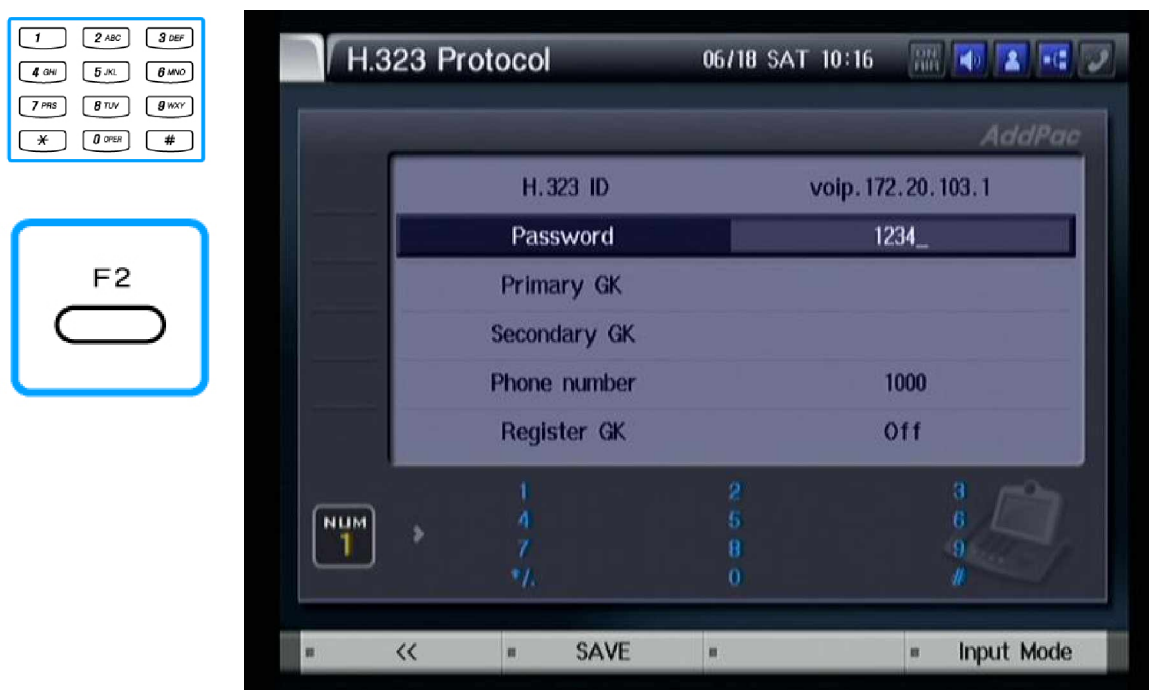 1 2 ABC 3 DEF
4 GHI 5 JKL 6 MNO
7 PRS 8 TUV 9 WXY
* 0 OPER #
F2
H.323 Protocol 06/18 SAT 10:16 ON AIR
AddPac
H.323 ID voip.172.20.103.1
Password 1234_
Primary GK
Secondary GK
Phone number 1000
Register GK Off
NUM
1
1 2 3
4 5 6
7 8 9
*/. 0 #
<< SAVE Input Mode